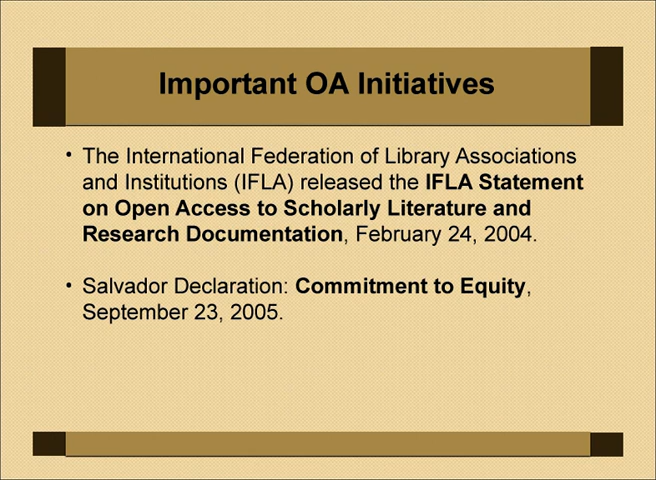 Important OA Initiatives
• The International Federation of Library Associations
and Institutions (IFLA) released the IFLA Statement
on Open Access to Scholarly Literature and
Research Documentation, February 24, 2004.
• Salvador Declaration: Commitment to Equity,
September 23, 2005.